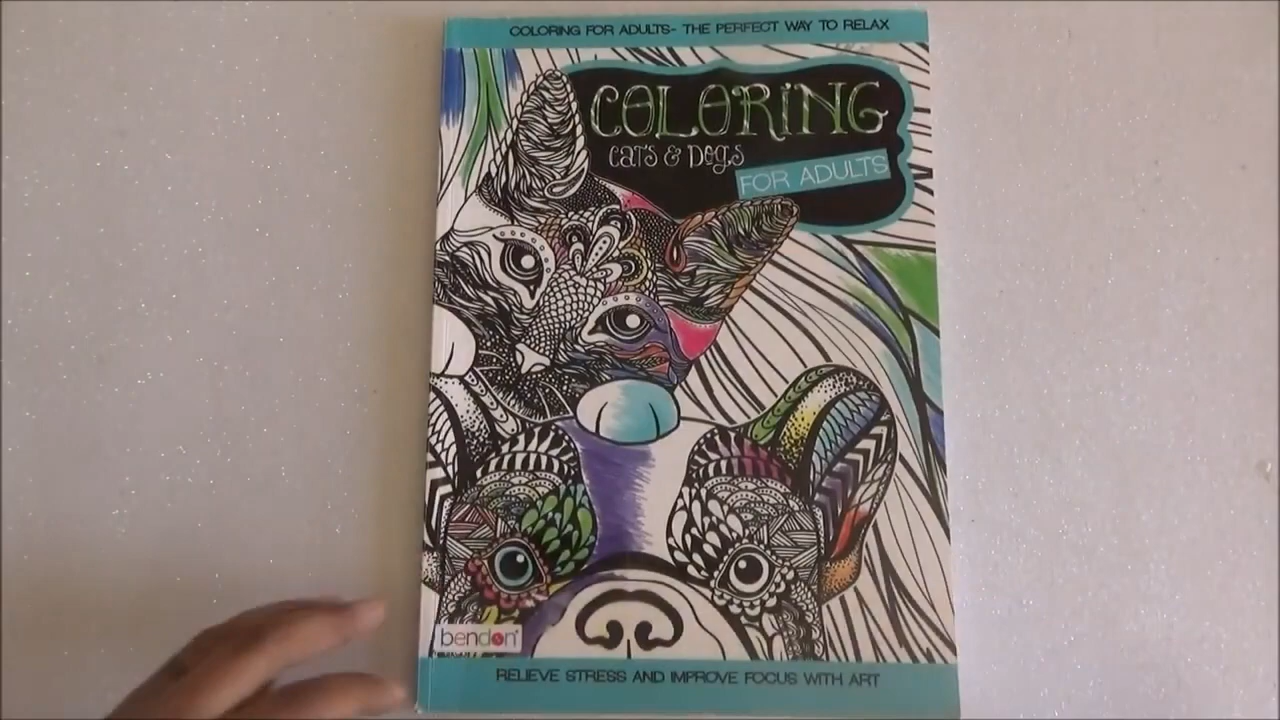 COLORING FOR ADULTS- THE PERFECT WAY TO RELAX
COLORING
CATS & DOGS
FOR ADULTS
bendon®
RELIEVE STRESS AND IMPROVE FOCUS WITH ART